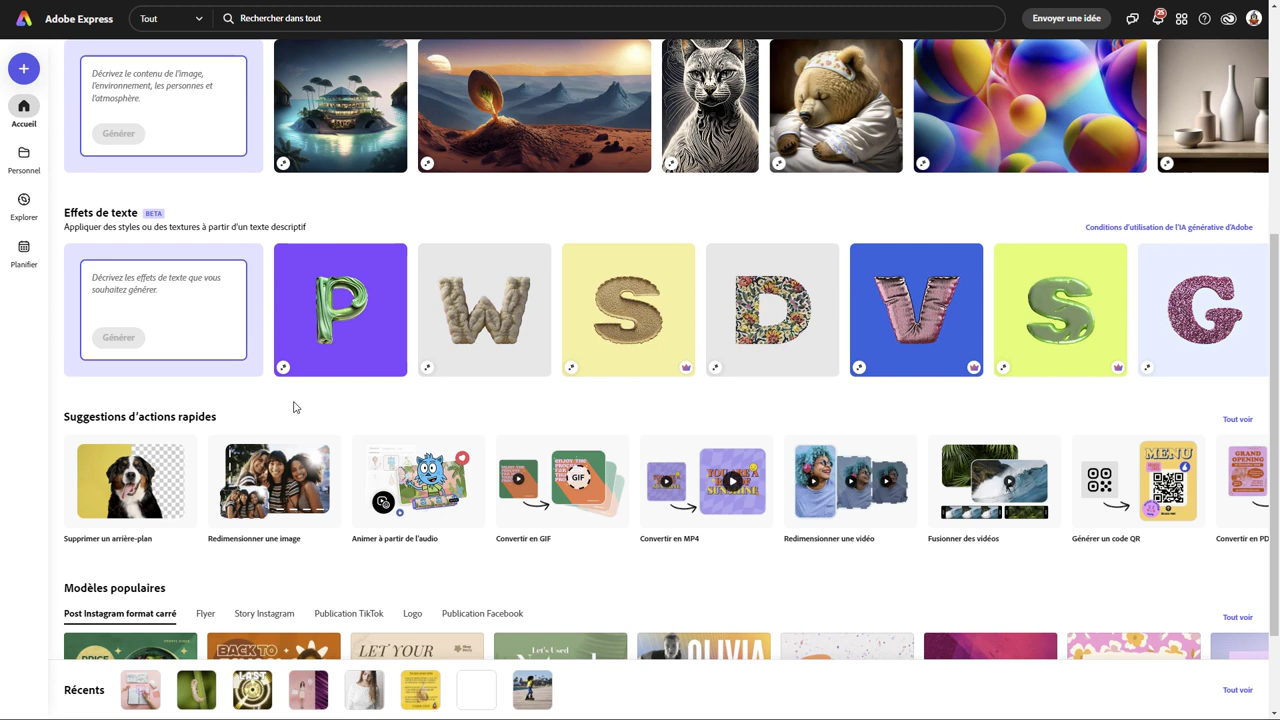 Adobe Express
Tout
Rechercher dans tout
Envoyer une idée
25
Accueil
Personnel
Explorer
Planifier
Décrivez le contenu de l'image,
l'environnement, les personnes et
l'atmosphère.
Générer
Effets de texte BETA
Appliquer des styles ou des textures à partir d'un texte descriptif
Conditions d'utilisation de l'IA générative d'Adobe
Décrivez les effets de texte que vous
souhaitez générer.
Générer
P W S D V S G
Suggestions d'actions rapides
Tout voir
GIF
MENU
GRAND
OPENING
Supprimer un arrière-plan
Redimensionner une image
Animer à partir de l'audio
Convertir en GIF
Convertir en MP4
Redimensionner une vidéo
Fusionner des vidéos
Générer un code QR
Convertir en PD
Modèles populaires
Post Instagram format carré
Flyer
Story Instagram
Publication TikTok
Logo
Publication Facebook
Tout voir
BACK TO
LET YOUR
Let's Used
OLIVIA
Récents
LAST
Tout voir